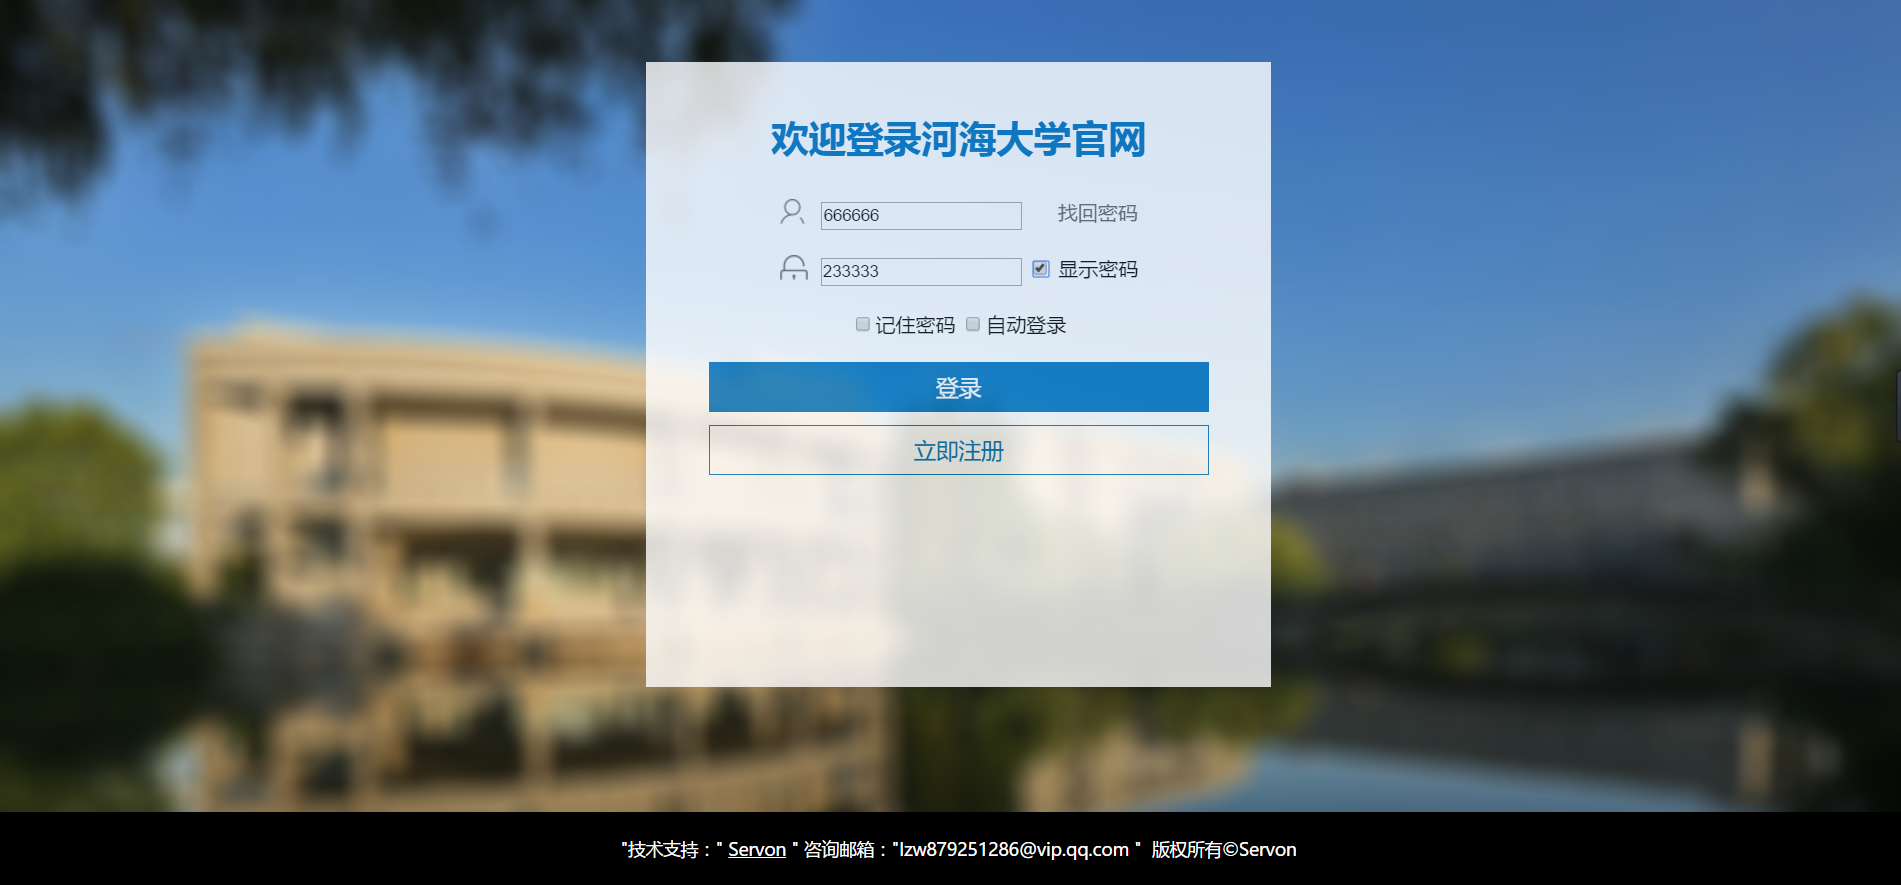 欢迎登录河海大学官网
666666 找回密码
233333 显示密码
记住密码 自动登录
登录
立即注册
"技术支持：" Servon " 咨询邮箱："lzw879251286@vip.qq.com " 版权所有©Servon